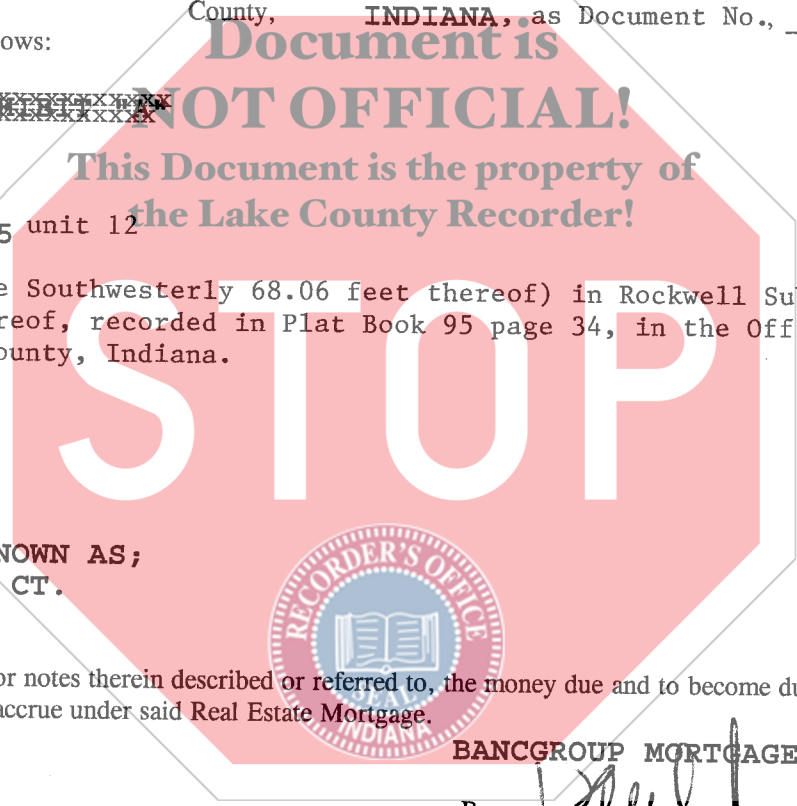 County, INDIANA, as Document No., _
ows:
Document is
HIBIT "A"
NOT OFFICIAL!
This Document is the property of
the Lake County Recorder!
5 unit 12
e Southwesterly 68.06 feet thereof) in Rockwell Su
reof, recorded in Plat Book 95 page 34, in the Off
ounty, Indiana.
STOP
NOWN AS;
CT.
RECORDER'S OFFICE
SEAL
INDIANA
or notes therein described or referred to, the money due and to become du
accrue under said Real Estate Mortgage.
BANCGROUP MORTGAGE